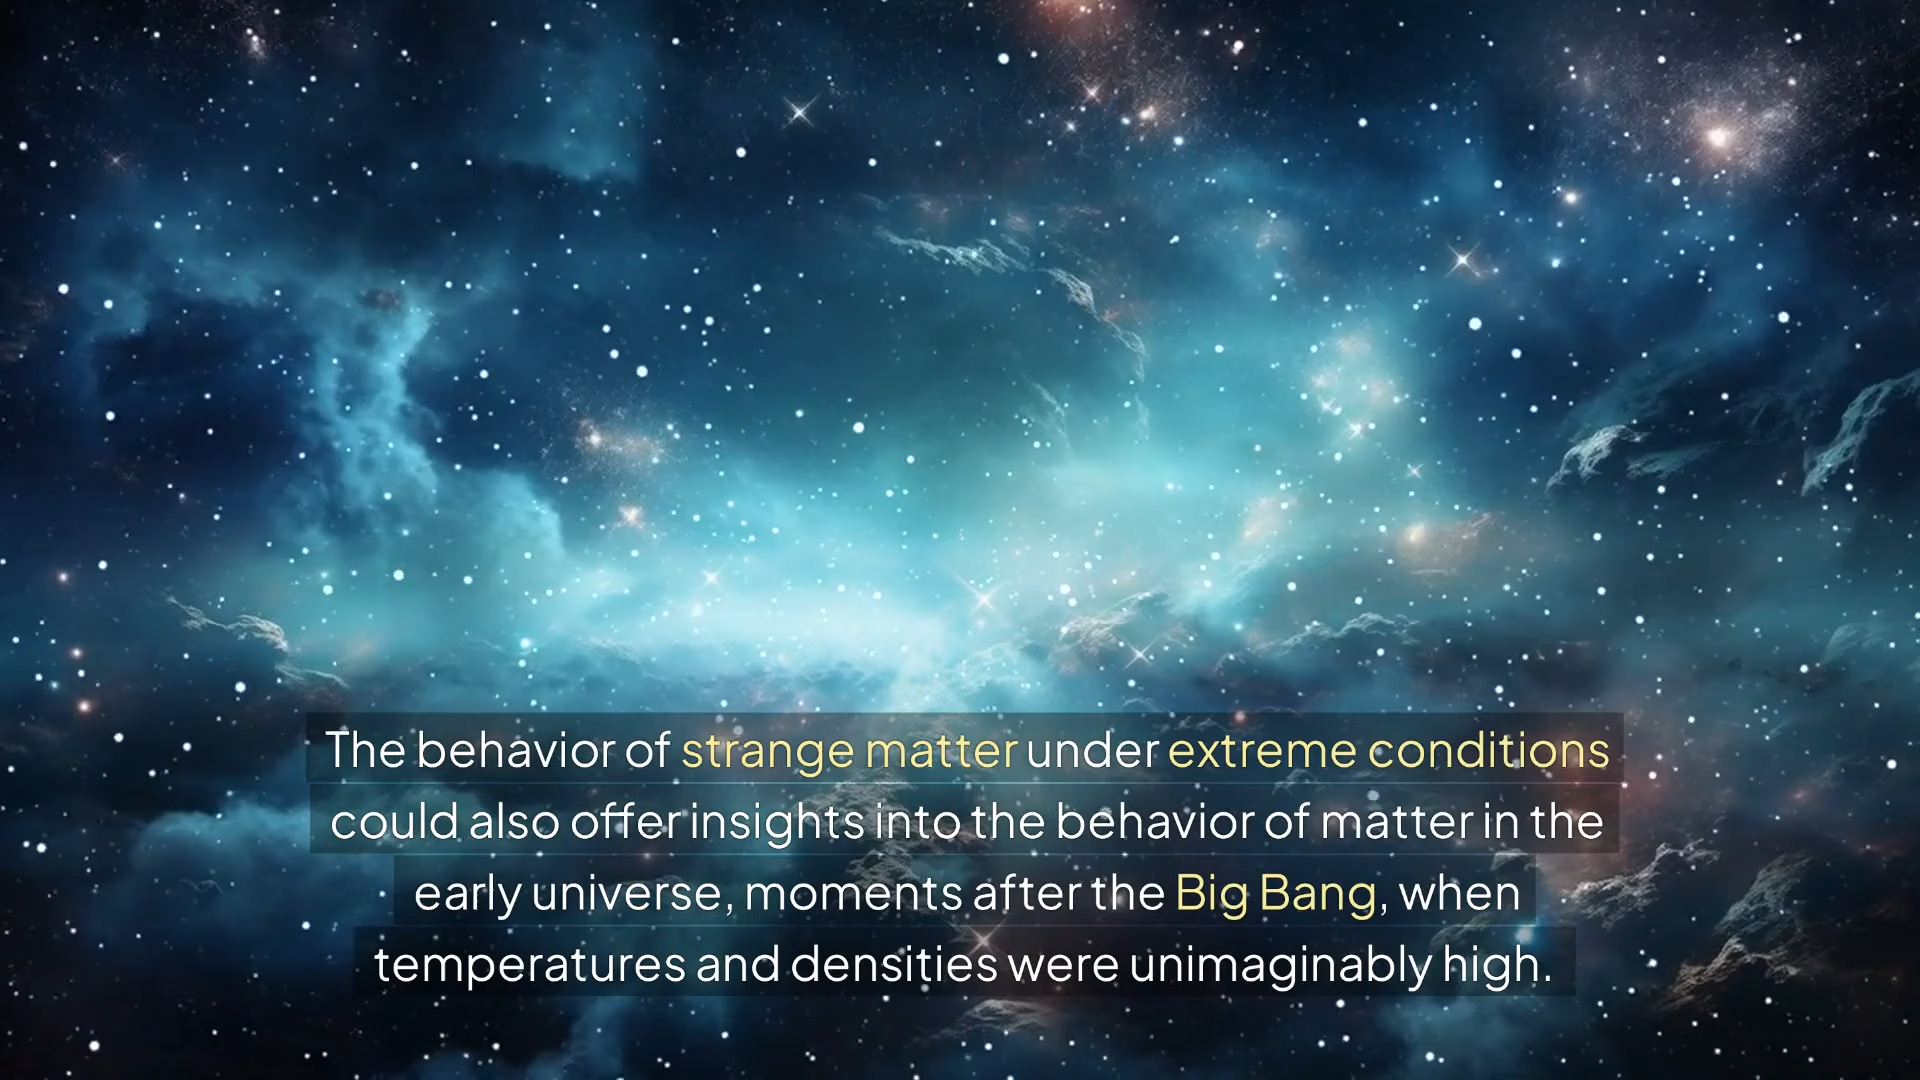 The behavior of strange matter under extreme conditions
could also offer insights into the behavior of matter in the
early universe, moments after the Big Bang, when
temperatures and densities were unimaginably high.